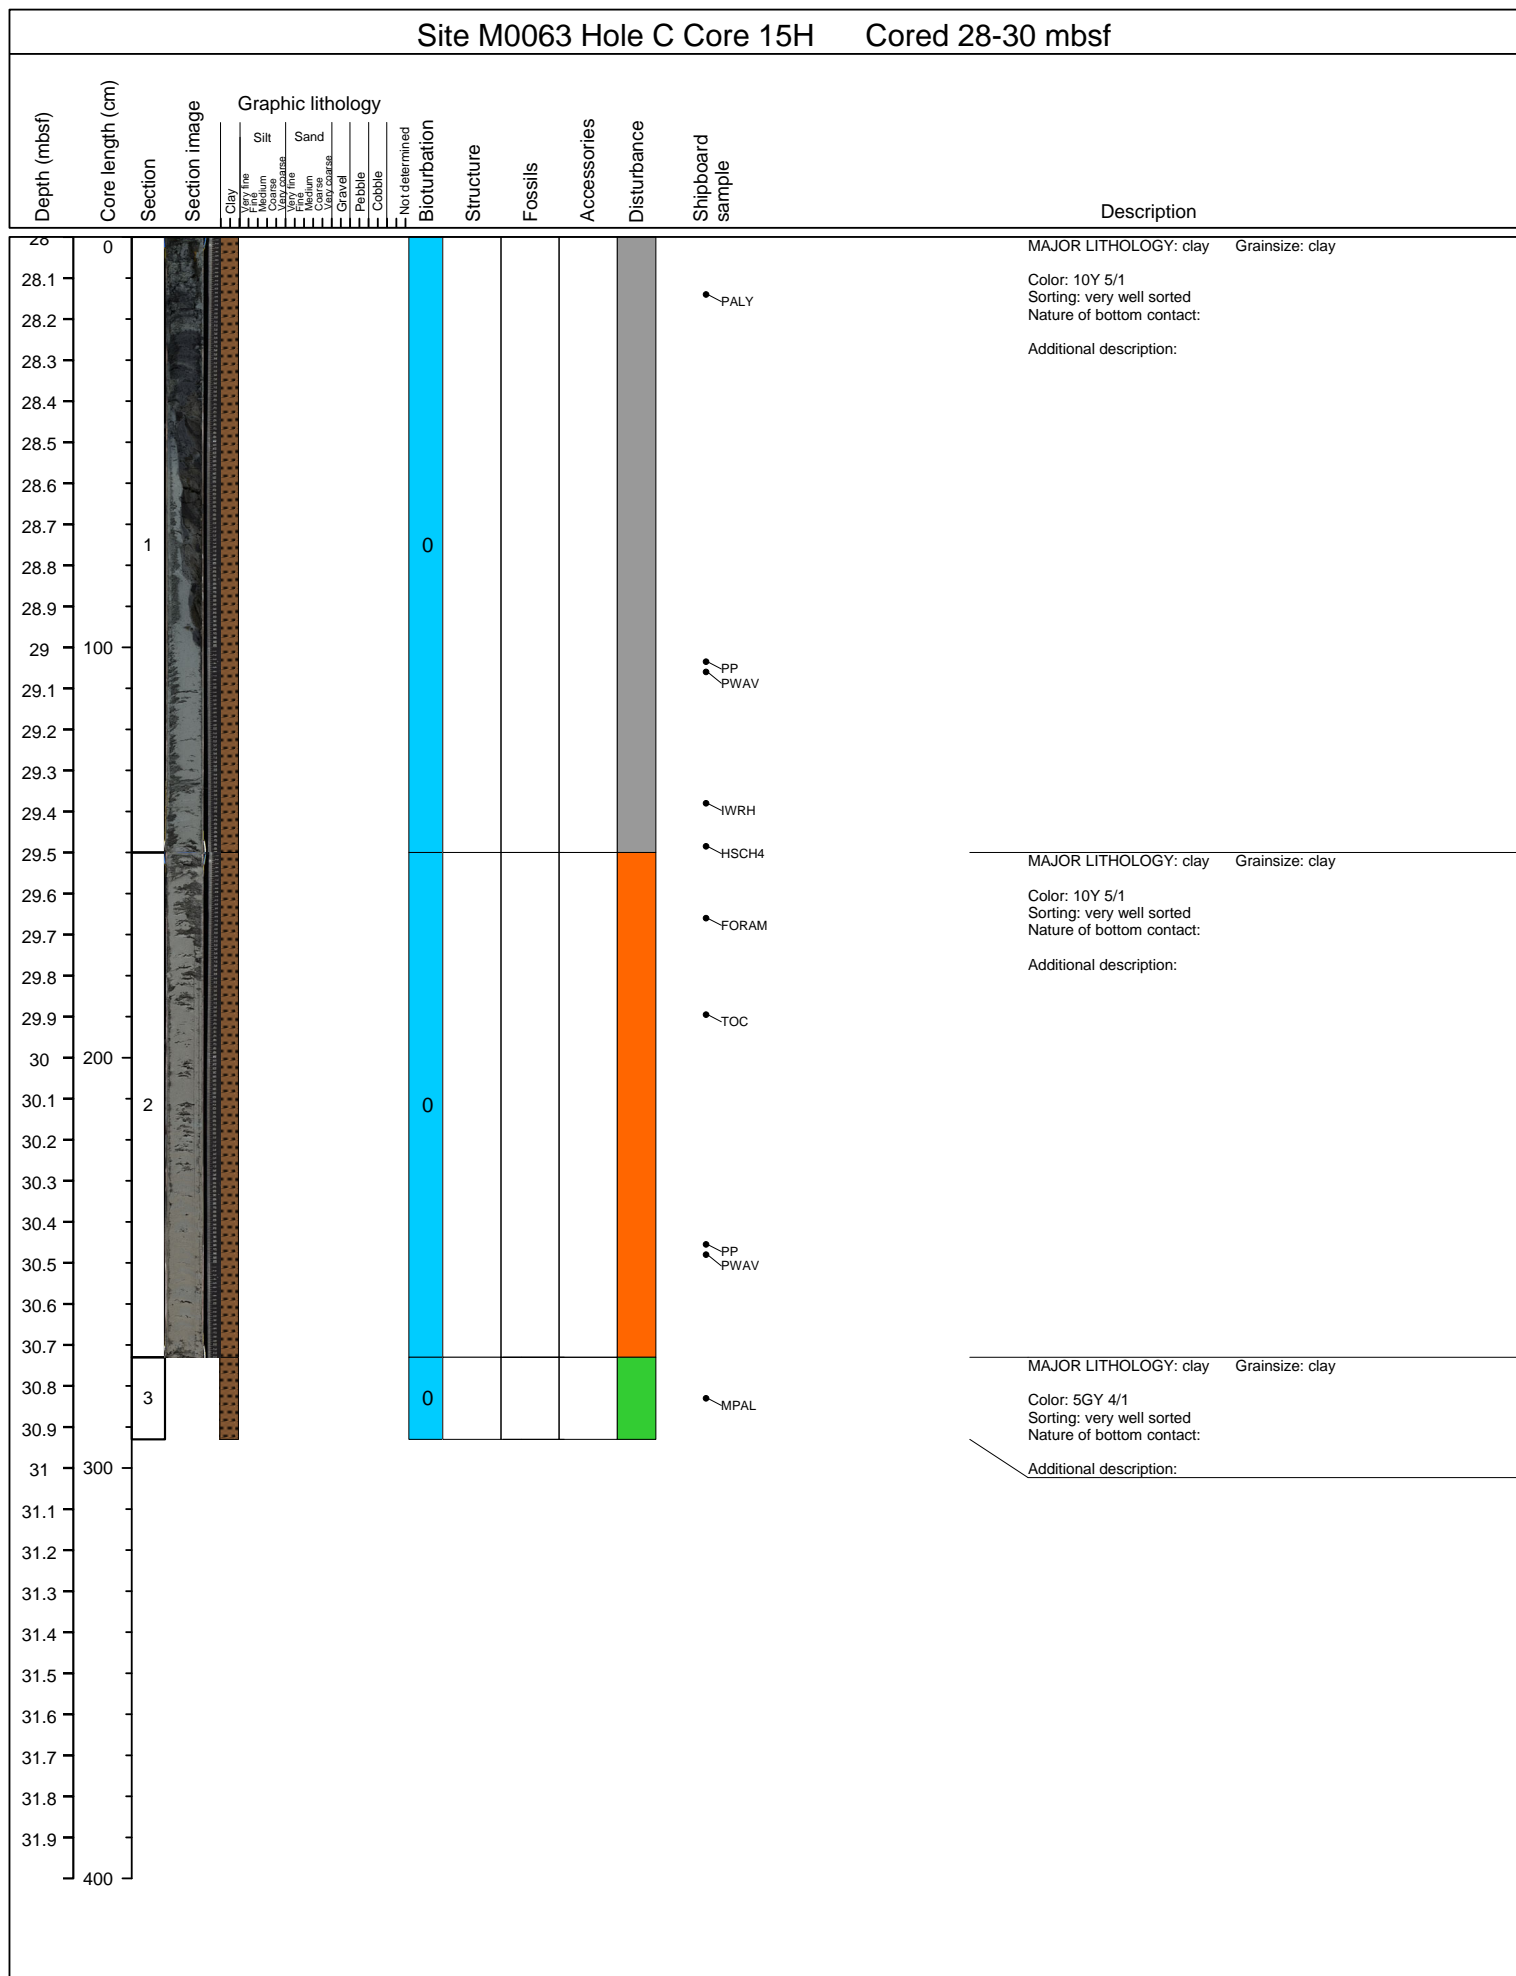 Site M0063 Hole C Core 15H Cored 28-30 mbsf
Depth (mbsf)
Core length (cm)
Section
Section image
Graphic lithology
Clay
Silt
Very fine
Fine
Medium
Coarse
Very coarse
Sand
Very fine
Fine
Medium
Coarse
Very coarse
Gravel
Pebble
Cobble
Not determined
Bioturbation
Structure
Fossils
Accessories
Disturbance
Shipboard
sample
Description
28
28.1
28.2
28.3
28.4
28.5
28.6
28.7
28.8
28.9
29
29.1
29.2
29.3
29.4
29.5
29.6
29.7
29.8
29.9
30
30.1
30.2
30.3
30.4
30.5
30.6
30.7
30.8
30.9
31
31.1
31.2
31.3
31.4
31.5
31.6
31.7
31.8
31.9
0
100
200
300
400
1
2
3
0
0
0
PALY
PP
PWAV
IWRH
HSCH4
FORAM
TOC
PP
PWAV
MPAL
MAJOR LITHOLOGY: clay Grainsize: clay
Color: 10Y 5/1
Sorting: very well sorted
Nature of bottom contact:
Additional description:
MAJOR LITHOLOGY: clay Grainsize: clay
Color: 10Y 5/1
Sorting: very well sorted
Nature of bottom contact:
Additional description:
MAJOR LITHOLOGY: clay Grainsize: clay
Color: 5GY 4/1
Sorting: very well sorted
Nature of bottom contact:
Additional description: